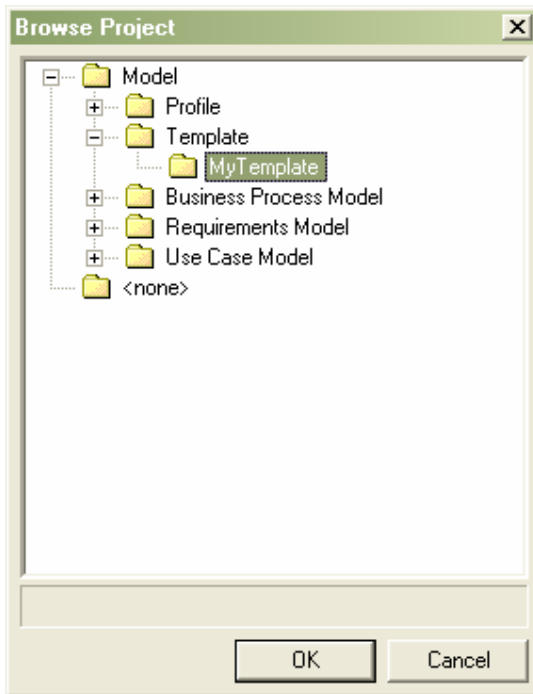 Browse Project
Model
Profile
Template
MyTemplate
Business Process Model
Requirements Model
Use Case Model
<none>
OK
Cancel